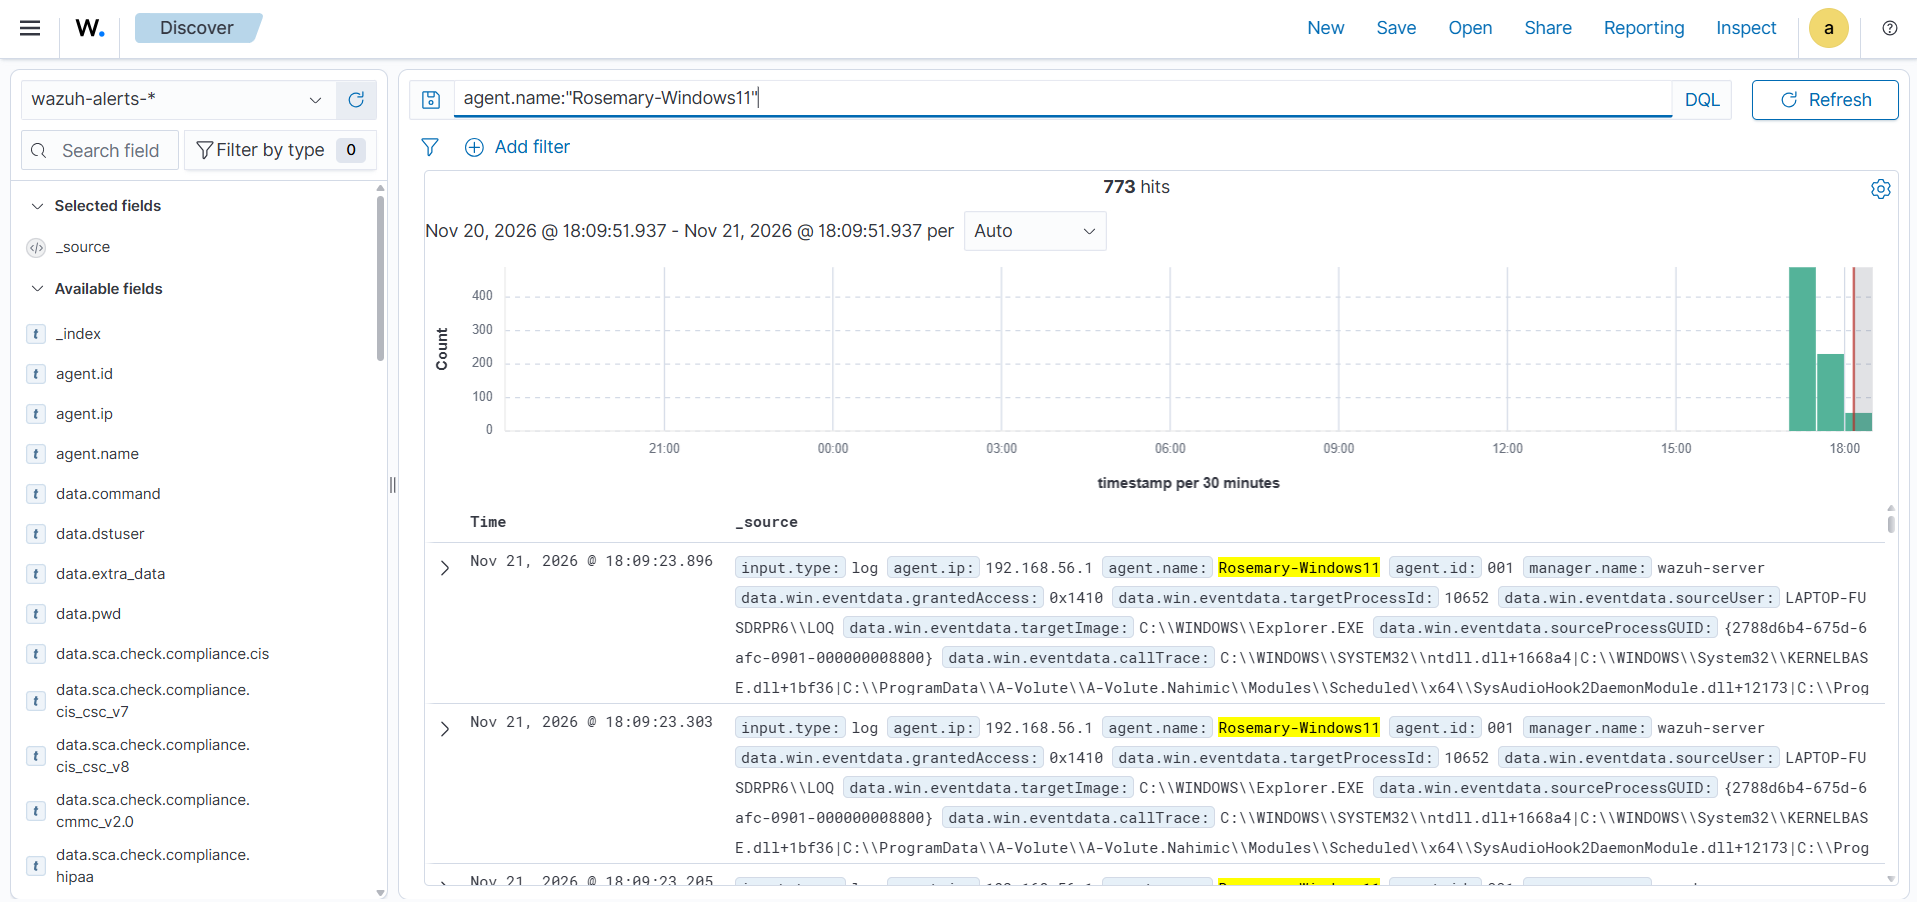 W.
Discover
New Save Open Share Reporting Inspect
a
wazuh-alerts-*
agent.name:"Rosemary-Windows11"
DQL
Refresh
Search field
Filter by type 0
Add filter
Selected fields
_source
Available fields
t _index
t agent.id
t agent.ip
t agent.name
t data.command
t data.dstuser
t data.extra_data
t data.pwd
t data.sca.check.compliance.cis
t data.sca.check.compliance.
cis_csc_v7
t data.sca.check.compliance.
cis_csc_v8
t data.sca.check.compliance.
cmmc_v2.0
t data.sca.check.compliance.
hipaa
773 hits
Nov 20, 2026 @ 18:09:51.937 - Nov 21, 2026 @ 18:09:51.937 per Auto
Count
400
300
200
100
0
21:00 00:00 03:00 06:00 09:00 12:00 15:00 18:00
timestamp per 30 minutes
Time _source
Nov 21, 2026 @ 18:09:23.896 input.type: log agent.ip: 192.168.56.1 agent.name: Rosemary-Windows11 agent.id: 001 manager.name: wazuh-server
data.win.eventdata.grantedAccess: 0x1410 data.win.eventdata.targetProcessId: 10652 data.win.eventdata.sourceUser: LAPTOP-FU
SDRPR6\\LOQ data.win.eventdata.targetImage: C:\\WINDOWS\\Explorer.EXE data.win.eventdata.sourceProcessGUID: {2788d6b4-675d-6
afc-0901-000000008800} data.win.eventdata.callTrace: C:\\WINDOWS\\SYSTEM32\\ntdll.dll+1668a4|C:\\WINDOWS\\System32\\KERNELBAS
E.dll+1bf36|C:\\ProgramData\\A-Volute\\A-Volute.Nahimic\\Modules\\Scheduled\\x64\\SysAudioHook2DaemonModule.dll+12173|C:\\Prog
Nov 21, 2026 @ 18:09:23.303 input.type: log agent.ip: 192.168.56.1 agent.name: Rosemary-Windows11 agent.id: 001 manager.name: wazuh-server
data.win.eventdata.grantedAccess: 0x1410 data.win.eventdata.targetProcessId: 10652 data.win.eventdata.sourceUser: LAPTOP-FU
SDRPR6\\LOQ data.win.eventdata.targetImage: C:\\WINDOWS\\Explorer.EXE data.win.eventdata.sourceProcessGUID: {2788d6b4-675d-6
afc-0901-000000008800} data.win.eventdata.callTrace: C:\\WINDOWS\\SYSTEM32\\ntdll.dll+1668a4|C:\\WINDOWS\\System32\\KERNELBAS
E.dll+1bf36|C:\\ProgramData\\A-Volute\\A-Volute.Nahimic\\Modules\\Scheduled\\x64\\SysAudioHook2DaemonModule.dll+12173|C:\\Prog
Nov 21, 2026 @ 18:09:23.205